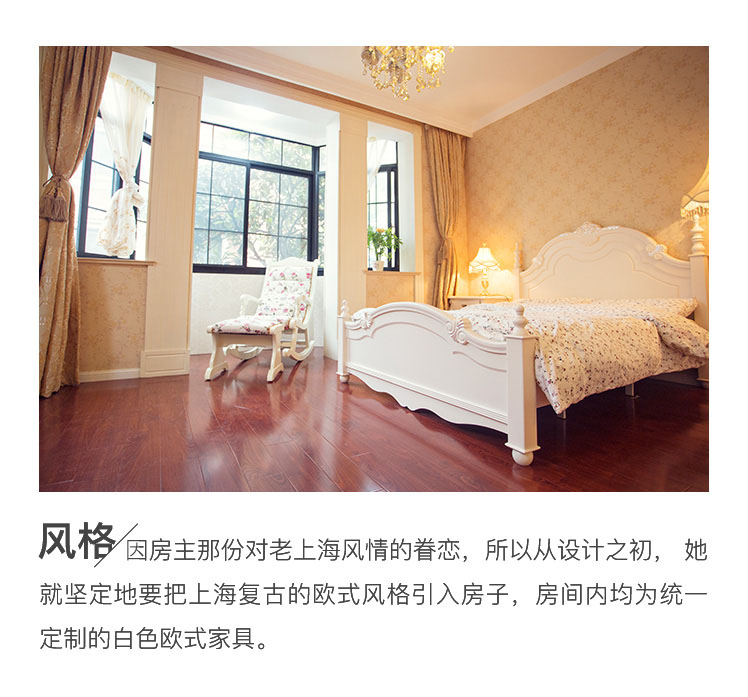 风格/因房主那份对老上海风情的眷恋，所以从设计之初， 她
就坚定地要把上海复古的欧式风格引入房子，房间内均为统一
定制的白色欧式家具。